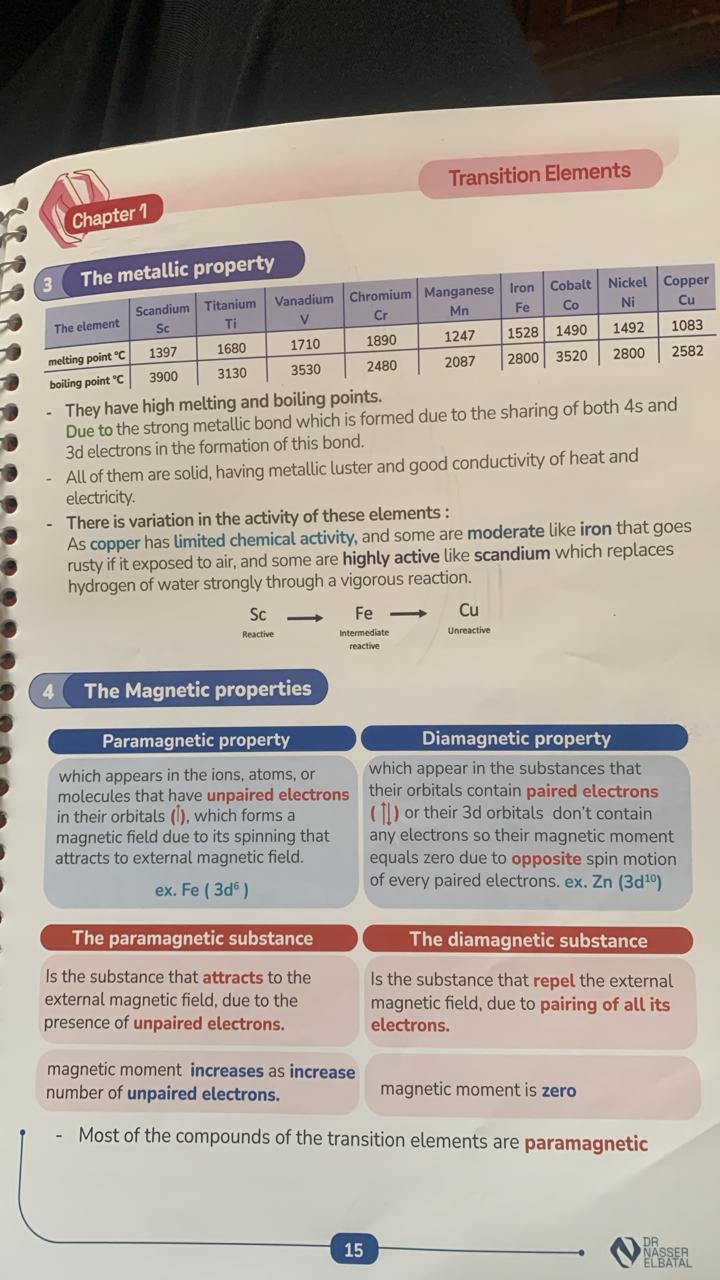 Transition Elements
Chapter 1
3 The metallic property
The element Scandium Sc Titanium Ti Vanadium V Chromium Cr Manganese Mn Iron Fe Cobalt Co Nickel Ni Copper Cu
melting point °C 1397 1680 1710 1890 1247 1528 1490 1492 1083
boiling point °C 3900 3130 3530 2480 2087 2800 3520 2800 2582
- They have high melting and boiling points.
Due to the strong metallic bond which is formed due to the sharing of both 4s and
3d electrons in the formation of this bond.
- All of them are solid, having metallic luster and good conductivity of heat and
electricity.
- There is variation in the activity of these elements :
As copper has limited chemical activity, and some are moderate like iron that goes
rusty if it exposed to air, and some are highly active like scandium which replaces
hydrogen of water strongly through a vigorous reaction.
Sc → Fe → Cu
Reactive Intermediate Unreactive
reactive
4 The Magnetic properties
Paramagnetic property
which appears in the ions, atoms, or
molecules that have unpaired electrons
in their orbitals (↑), which forms a
magnetic field due to its spinning that
attracts to external magnetic field.
ex. Fe ( 3d⁶ )
Diamagnetic property
which appear in the substances that
their orbitals contain paired electrons
( ↑↓ ) or their 3d orbitals don't contain
any electrons so their magnetic moment
equals zero due to opposite spin motion
of every paired electrons. ex. Zn (3d¹⁰)
The paramagnetic substance
Is the substance that attracts to the
external magnetic field, due to the
presence of unpaired electrons.
magnetic moment increases as increase
number of unpaired electrons.
The diamagnetic substance
Is the substance that repel the external
magnetic field, due to pairing of all its
electrons.
magnetic moment is zero
- Most of the compounds of the transition elements are paramagnetic
15
DR
NASSER
ELBATAL